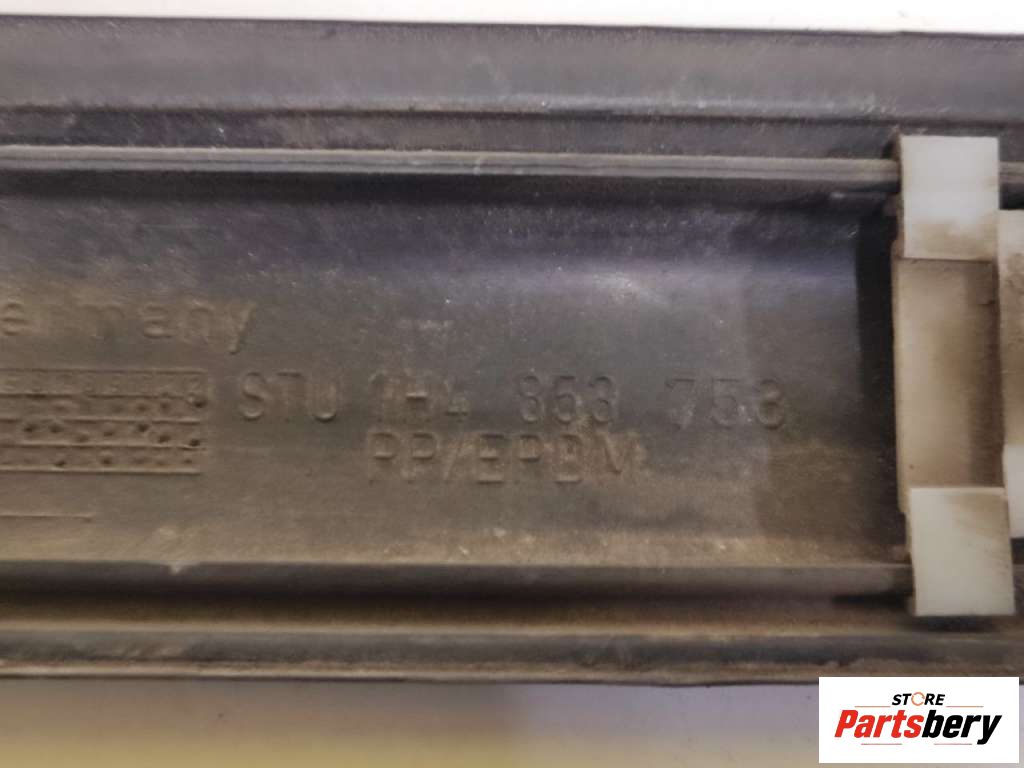 ermany
STU 1H4 853 753
PP/EPDM
STORE
Partsbery